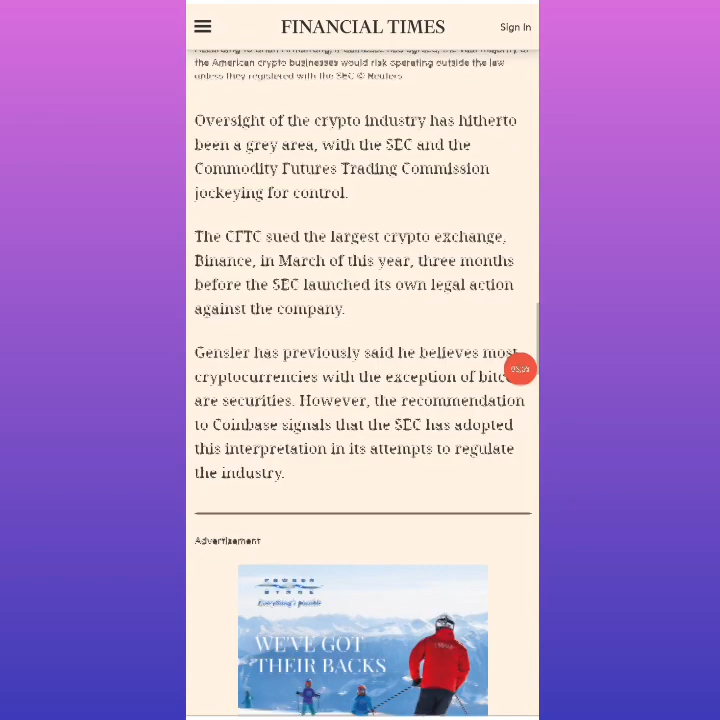 FINANCIAL TIMES
Sign In
the American crypto businesses would risk operating outside the law
unless they registered with the SEC © Reuters
Oversight of the crypto industry has hitherto
been a grey area, with the SEC and the
Commodity Futures Trading Commission
jockeying for control.
The CFTC sued the largest crypto exchange,
Binance, in March of this year, three months
before the SEC launched its own legal action
against the company.
Gensler has previously said he believes most
cryptocurrencies with the exception of bitc
are securities. However, the recommendation
to Coinbase signals that the SEC has adopted
this interpretation in its attempts to regulate
the industry.
Advertisement
Everything's possible
WE'VE GOT
THEIR BACKS